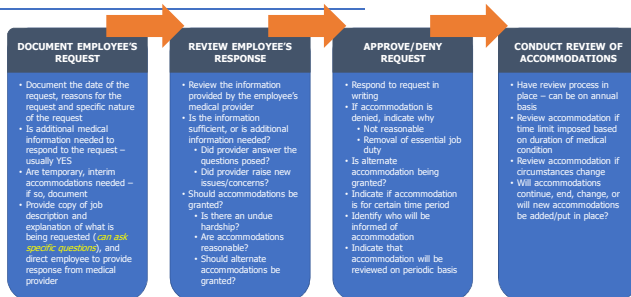 DOCUMENT EMPLOYEE'S
REQUEST
• Document the date of the
request, reasons for the
request and specific nature
of the request
• Is additional medical
information needed to
respond to the request –
usually YES
• Are temporary, interim
accommodations needed –
if so, document
• Provide copy of job
description and
explanation of what is
being requested (can ask
specific questions), and
direct employee to provide
response from medical
provider
REVIEW EMPLOYEE'S
RESPONSE
• Review the information
provided by the employee's
medical provider
• Is the information
sufficient, or is additional
information needed?
• Did provider answer the
questions posed?
• Did provider raise new
issues/concerns?
• Should accommodations be
granted?
• Is there an undue
hardship?
• Are accommodations
reasonable?
• Should alternate
accommodations be
granted?
APPROVE/DENY
REQUEST
• Respond to request in
writing
• If accommodation is
denied, indicate why
• Not reasonable
• Removal of essential job
duty
• Is alternate
accommodation being
granted?
• Indicate if accommodation
is for certain time period
• Identify who will be
informed of
accommodation
• Indicate that
accommodation will be
reviewed on periodic basis
CONDUCT REVIEW OF
ACCOMMODATIONS
• Have review process in
place – can be on annual
basis
• Review accommodation if
time limit imposed based
on duration of medical
condition
• Review accommodation if
circumstances change
• Will accommodations
continue, end, change, or
will new accommodations
be added/put in place?